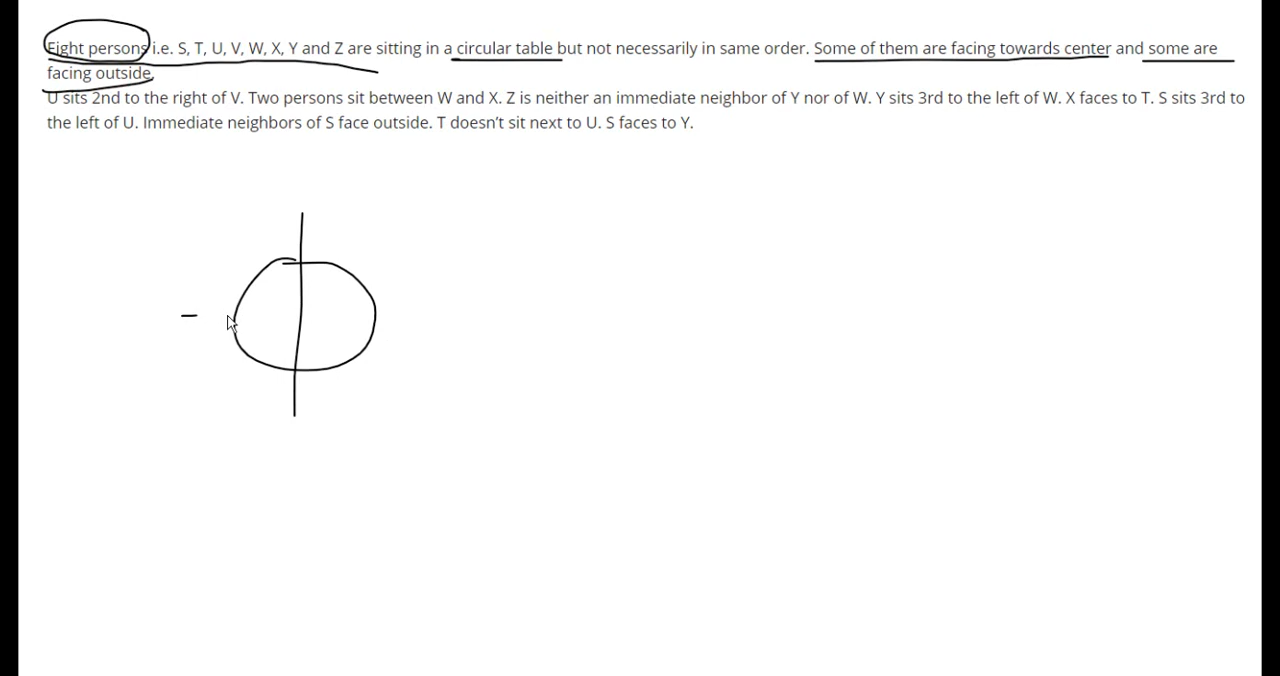 Eight persons i.e. S, T, U, V, W, X, Y and Z are sitting in a circular table but not necessarily in same order. Some of them are facing towards center and some are
facing outside.
U sits 2nd to the right of V. Two persons sit between W and X. Z is neither an immediate neighbor of Y nor of W. Y sits 3rd to the left of W. X faces to T. S sits 3rd to
the left of U. Immediate neighbors of S face outside. T doesn't sit next to U. S faces to Y.